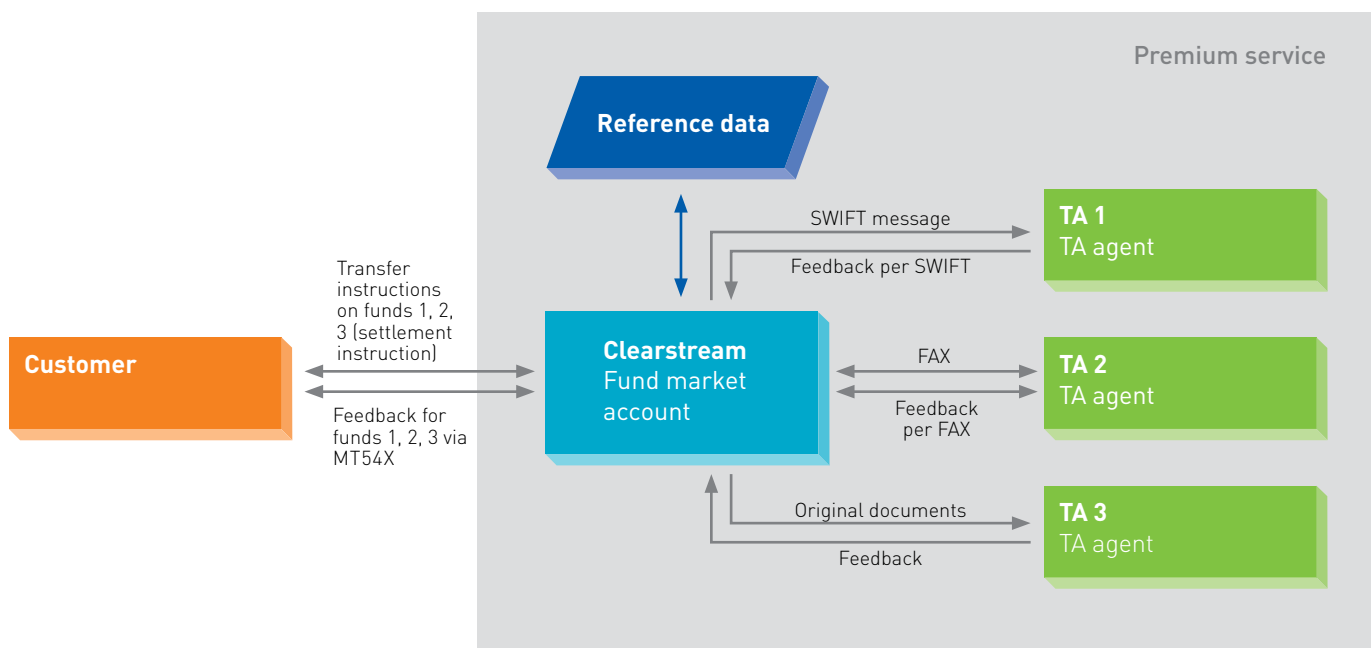 Premium service
Reference data
SWIFT message
Feedback per SWIFT
TA 1
TA agent
Transfer
instructions
on funds 1, 2,
3 (settlement
instruction)
Customer
Feedback for
funds 1, 2, 3 via
MT54X
Clearstream
Fund market
account
FAX
Feedback
per FAX
TA 2
TA agent
Original documents
Feedback
TA 3
TA agent